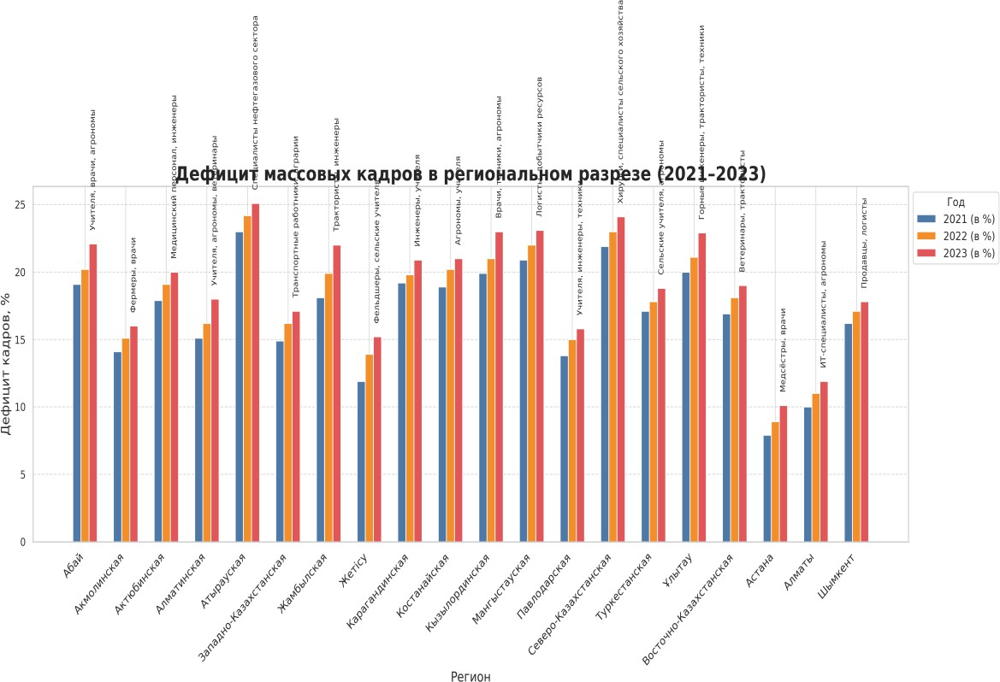 Дефицит массовых кадров в региональном разрезе (2021–2023)
Учителя, врачи, агрономы
Фермеры, врачи
Медицинский персонал, инженеры
Учителя, агрономы, ветеринары
Специалисты нефтегазового сектора
Транспортные работники, аграрии
Трактористы, инженеры
Фельдшеры, сельские учителя
Инженеры, учителя
Агрономы, учителя
Врачи, техники, агрономы
Логисты, добытчики ресурсов
Учителя, инженеры, техники
Хирурги, специалисты сельского хозяйства
Сельские учителя, агрономы
Горные инженеры, трактористы, техники
Ветеринары, трактористы
Медсёстры, врачи
ИТ-специалисты, агрономы
Продавцы, логисты
Год
2021 (в %)
2022 (в %)
2023 (в %)
Дефицит кадров, %
25
20
15
10
5
0
Абай
Акмолинская
Актюбинская
Алматинская
Атырауская
Западно-Казахстанская
Жамбылская
Жетісу
Карагандинская
Костанайская
Кызылординская
Мангыстауская
Павлодарская
Северо-Казахстанская
Туркестанская
Ұлытау
Восточно-Казахстанская
Астана
Алматы
Шымкент
Регион